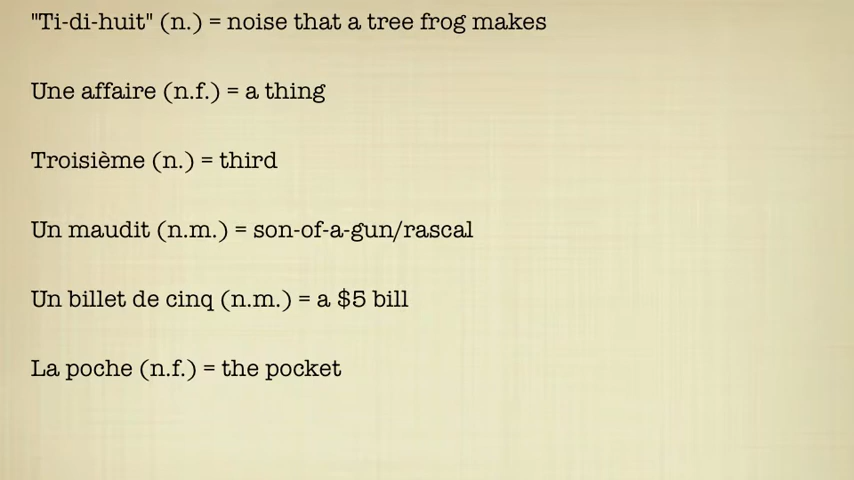 "Ti-di-huit" (n.) = noise that a tree frog makes
Une affaire (n.f.) = a thing
Troisième (n.) = third
Un maudit (n.m.) = son-of-a-gun/rascal
Un billet de cinq (n.m.) = a $5 bill
La poche (n.f.) = the pocket